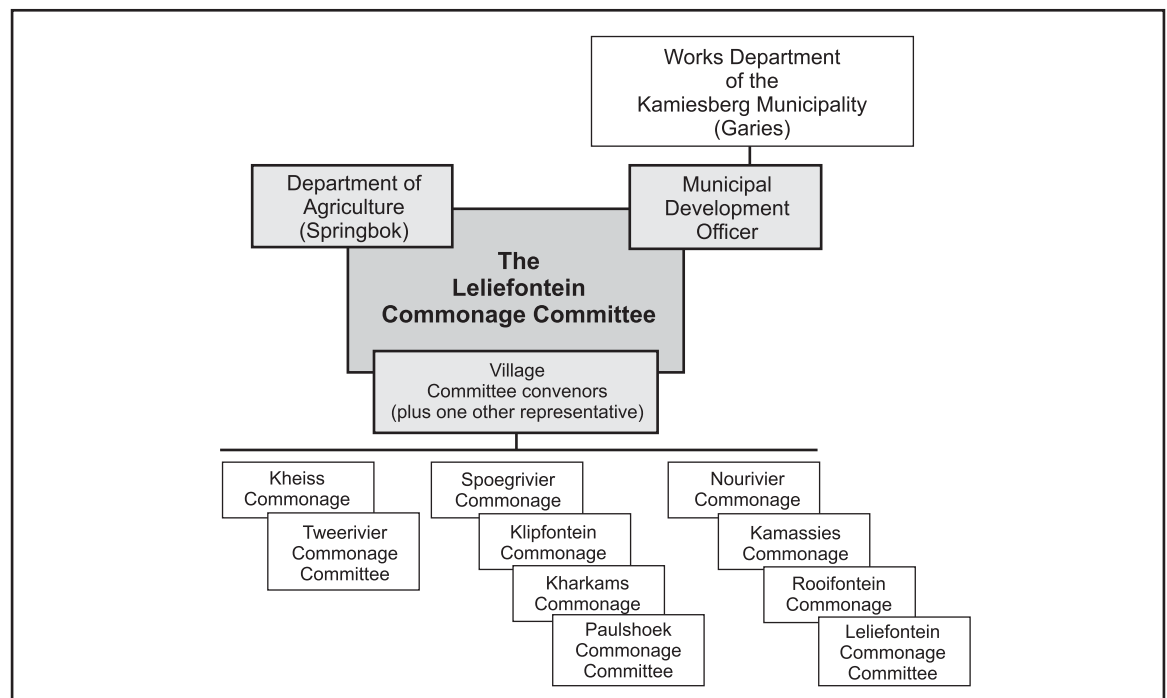 Works Department
of the
Kamiesberg Municipality
(Garies)
Department of
Agriculture
(Springbok)
Municipal
Development
Officer
The
Leliefontein
Commonage Committee
Village
Committee convenors
(plus one other representative)
Kheiss
Commonage
Tweerivier
Commonage
Committee
Spoegrivier
Commonage
Klipfontein
Commonage
Kharkams
Commonage
Paulshoek
Commonage
Committee
Nourivier
Commonage
Kamassies
Commonage
Rooifontein
Commonage
Leliefontein
Commonage
Committee